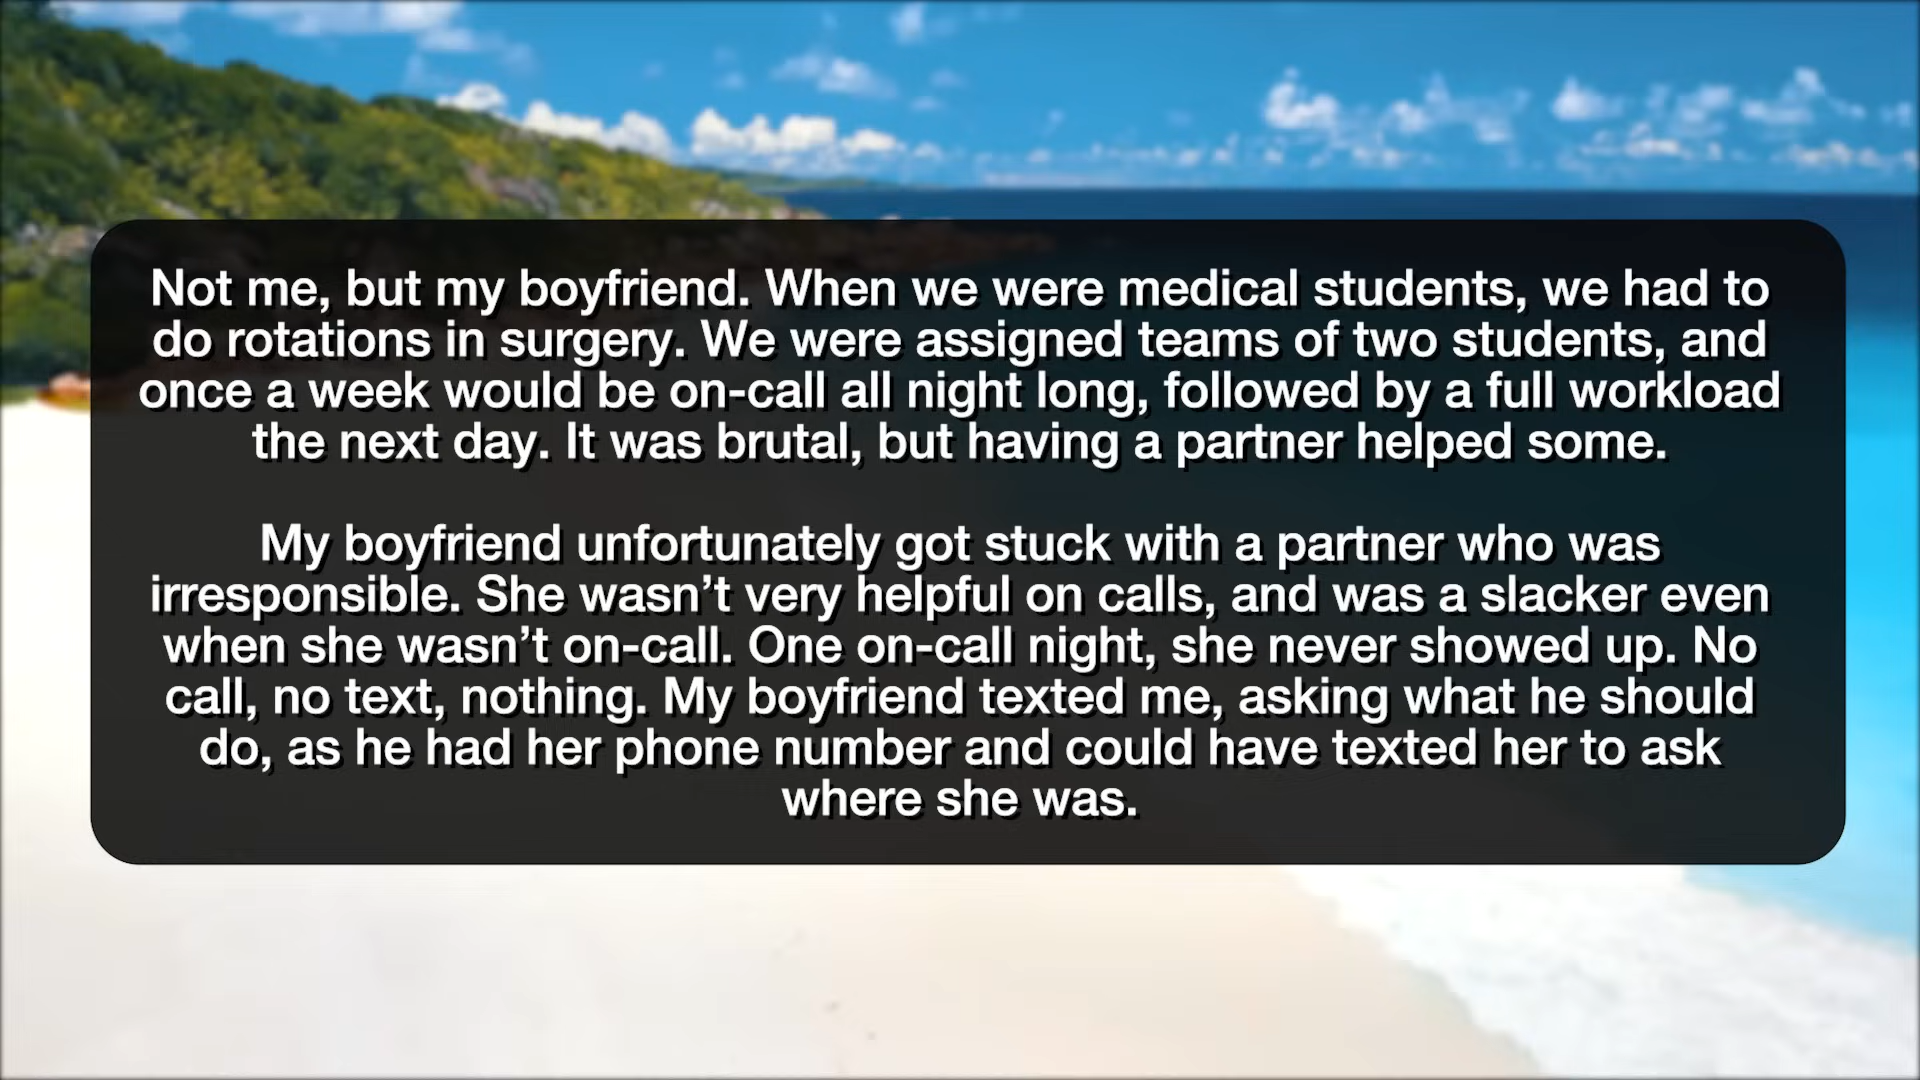 Not me, but my boyfriend. When we were medical students, we had to
do rotations in surgery. We were assigned teams of two students, and
once a week would be on-call all night long, followed by a full workload
the next day. It was brutal, but having a partner helped some.
My boyfriend unfortunately got stuck with a partner who was
irresponsible. She wasn’t very helpful on calls, and was a slacker even
when she wasn’t on-call. One on-call night, she never showed up. No
call, no text, nothing. My boyfriend texted me, asking what he should
do, as he had her phone number and could have texted her to ask
where she was.